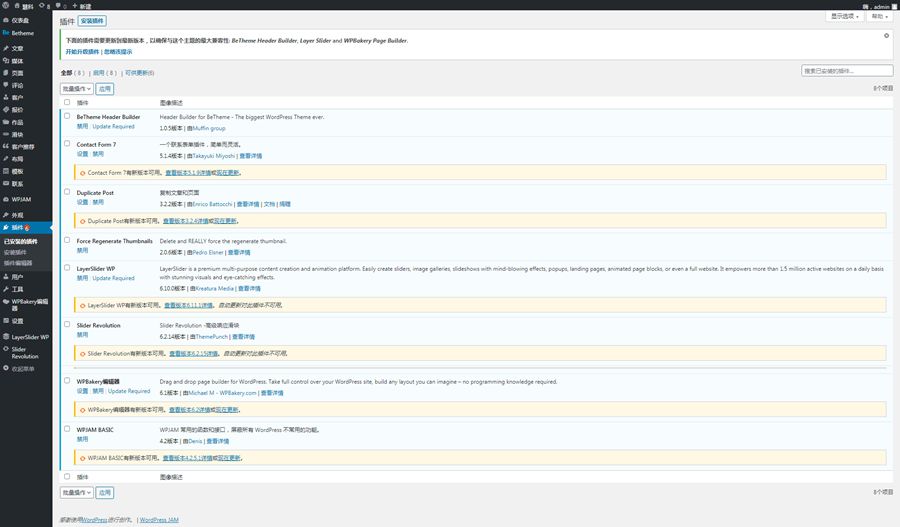 慧科 8 0 新建
嗨，admin
显示选项 帮助
仪表盘
Betheme
文章
媒体
页面
评论
客户
报价
作品
滑块
客户推荐
布局
模板
联系
WPJAM
外观
插件 6
已安装的插件
安装插件
插件编辑器
用户
工具
WPBakery编辑器
设置
LayerSlider WP
Slider Revolution
收起菜单
插件 安装插件
下面的插件需要更新到最新版本，以确保与这个主题的最大兼容性: BeTheme Header Builder, Layer Slider and WPBakery Page Builder.
开始升级插件 | 忽略该提示
全部（8） | 启用（8） | 可供更新(6)
搜索已安装的插件…
批量操作 应用
8个项目
插件 图像描述
BeTheme Header Builder Header Builder for BeTheme - The biggest WordPress Theme ever.
禁用 | Update Required 1.0.5版本 | 由Muffin group
Contact Form 7 一个联系表单插件，简单而灵活。
设置 | 禁用 5.1.4版本 | 由Takayuki Miyoshi | 查看详情
Contact Form 7有新版本可用。查看版本5.1.9详情或现在更新。
Duplicate Post 复制文章和页面
设置 | 禁用 3.2.2版本 | 由Enrico Battocchi | 查看详情 | 文档 | 捐赠
Duplicate Post有新版本可用。查看版本3.2.4详情或现在更新。
Force Regenerate Thumbnails Delete and REALLY force the regenerate thumbnail.
禁用 2.0.6版本 | 由Pedro Elsner | 查看详情
LayerSlider WP LayerSlider is a premium multi-purpose content creation and animation platform. Easily create sliders, image galleries, slideshows with mind-blowing effects, popups, landing pages, animated page blocks, or even a full website. It empowers more than 1.5 million active websites on a daily basis
禁用 | Update Required with stunning visuals and eye-catching effects.
6.10.0版本 | 由Kreatura Media | 查看详情
LayerSlider WP有新版本可用。查看版本6.11.1详情。自动更新对此插件不可用。
Slider Revolution Slider Revolution -高级响应滑块
禁用 6.2.14版本 | 由ThemePunch | 查看详情
Slider Revolution有新版本可用。查看版本6.2.15详情。自动更新对此插件不可用。
WPBakery编辑器 Drag and drop page builder for WordPress. Take full control over your WordPress site, build any layout you can imagine – no programming knowledge required.
设置 | 禁用 | Update Required 6.1版本 | 由Michael M - WPBakery.com | 查看详情
WPBakery编辑器有新版本可用。查看版本6.2详情或现在更新。
WPJAM BASIC WPJAM 常用的函数和接口，屏蔽所有 WordPress 不常用的功能。
禁用 4.2版本 | 由Denis | 查看详情
WPJAM BASIC有新版本可用。查看版本4.2.5.1详情或现在更新。
插件 图像描述
批量操作 应用
8个项目
感谢使用WordPress进行创作。 | WordPress JAM